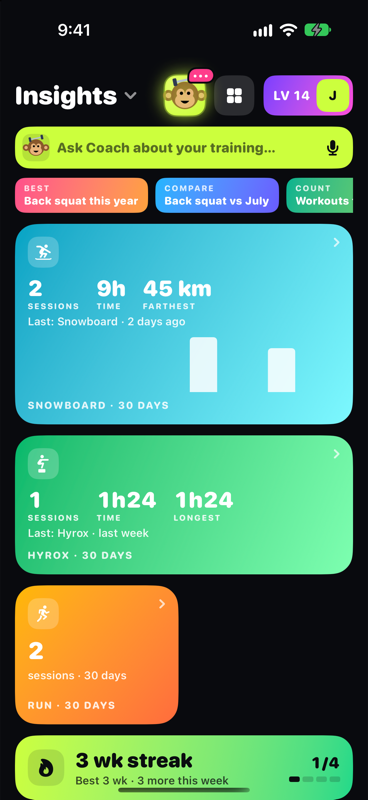 9:41
Insights
LV 14 J
Ask Coach about your training...
BEST
Back squat this year
COMPARE
Back squat vs July
COUNT
Workouts
2 9h 45 km
SESSIONS TIME FARTHEST
Last: Snowboard · 2 days ago
SNOWBOARD · 30 DAYS
1 1h24 1h24
SESSIONS TIME LONGEST
Last: Hyrox · last week
HYROX · 30 DAYS
2
sessions · 30 days
RUN · 30 DAYS
3 wk streak 1/4
Best 3 wk · 3 more this week